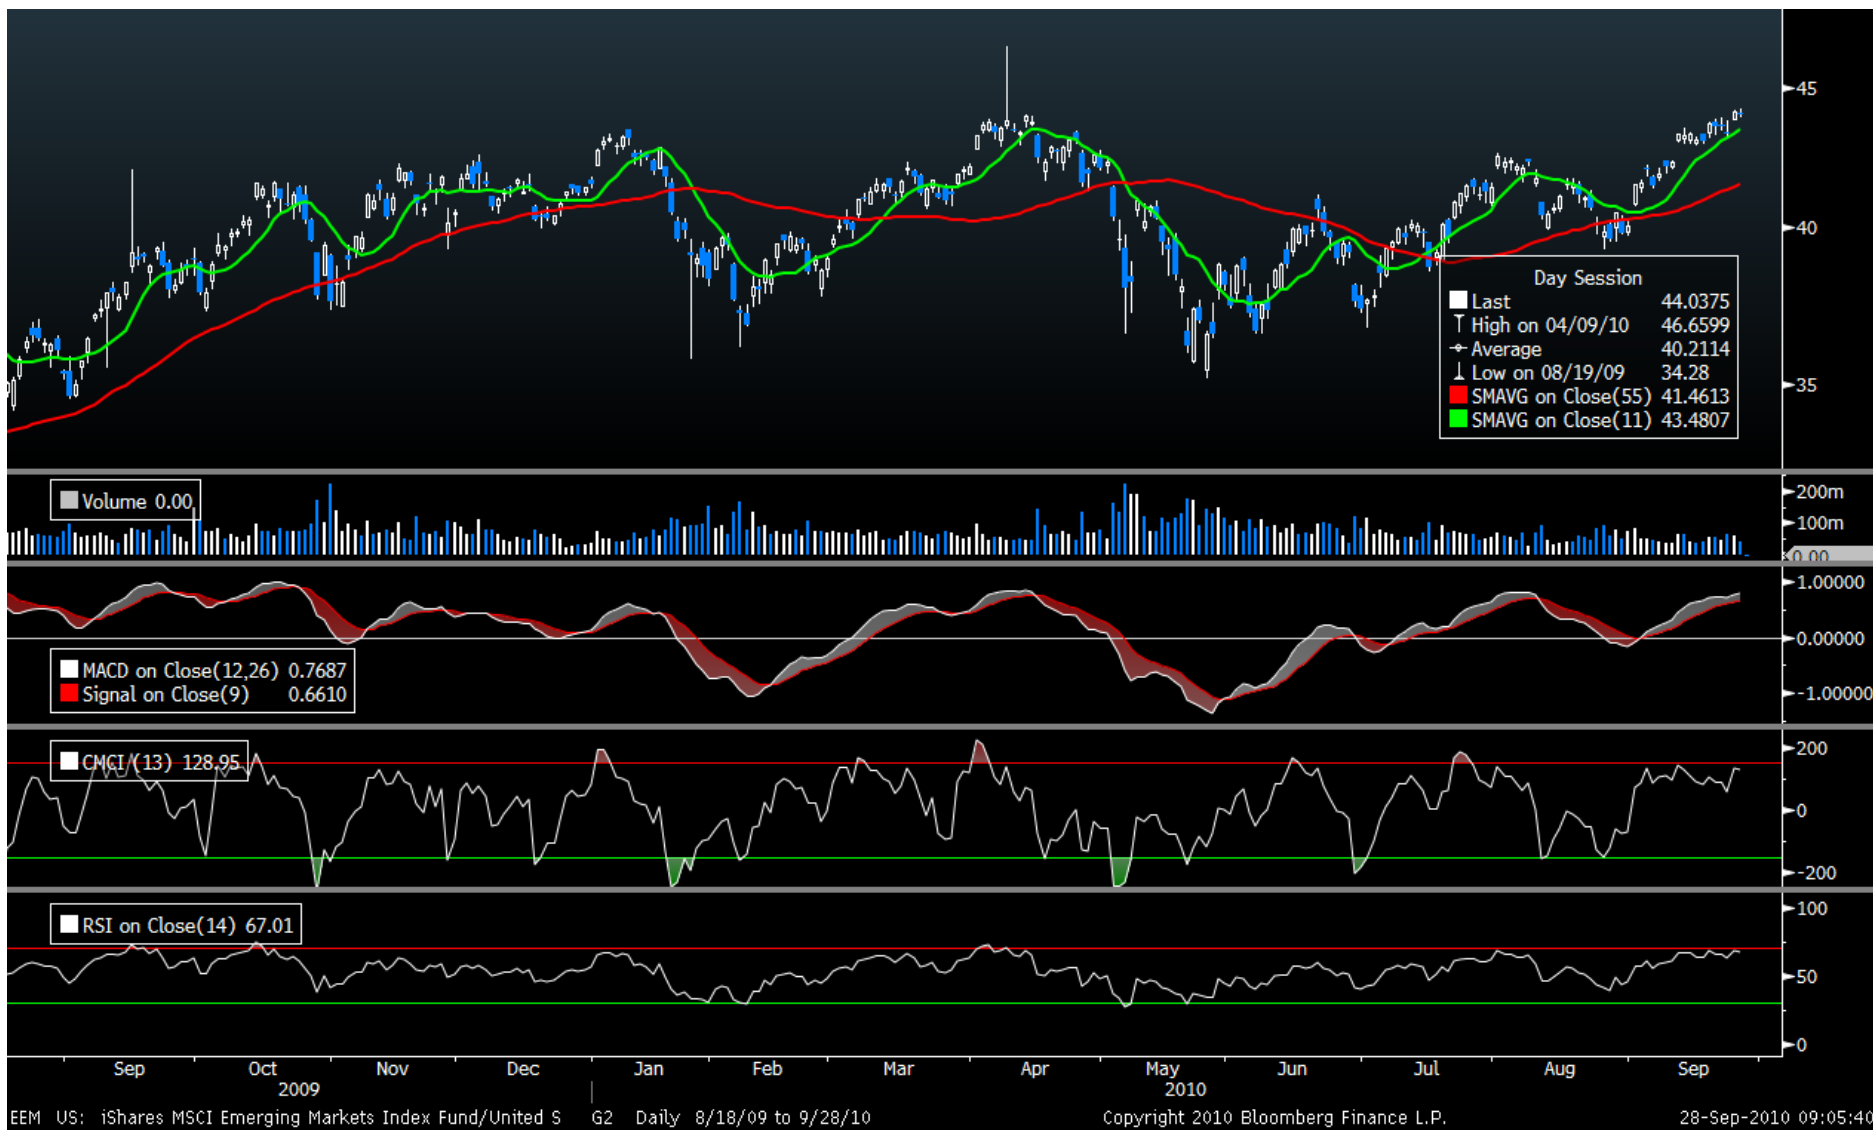 45
40
35
Day Session
Last 44.0375
High on 04/09/10 46.6599
Average 40.2114
Low on 08/19/09 34.28
SMAVG on Close(55) 41.4613
SMAVG on Close(11) 43.4807
Volume 0.00
200m
100m
0.00
1.00000
0.00000
-1.00000
MACD on Close(12,26) 0.7687
Signal on Close(9) 0.6610
CMCI (13) 128.95
200
0
-200
RSI on Close(14) 67.01
100
50
0
Sep Oct Nov Dec Jan Feb Mar Apr May Jun Jul Aug Sep
2009 2010
EEM US: iShares MSCI Emerging Markets Index Fund/United S G2 Daily 8/18/09 to 9/28/10 Copyright 2010 Bloomberg Finance L.P. 28-Sep-2010 09:05:40